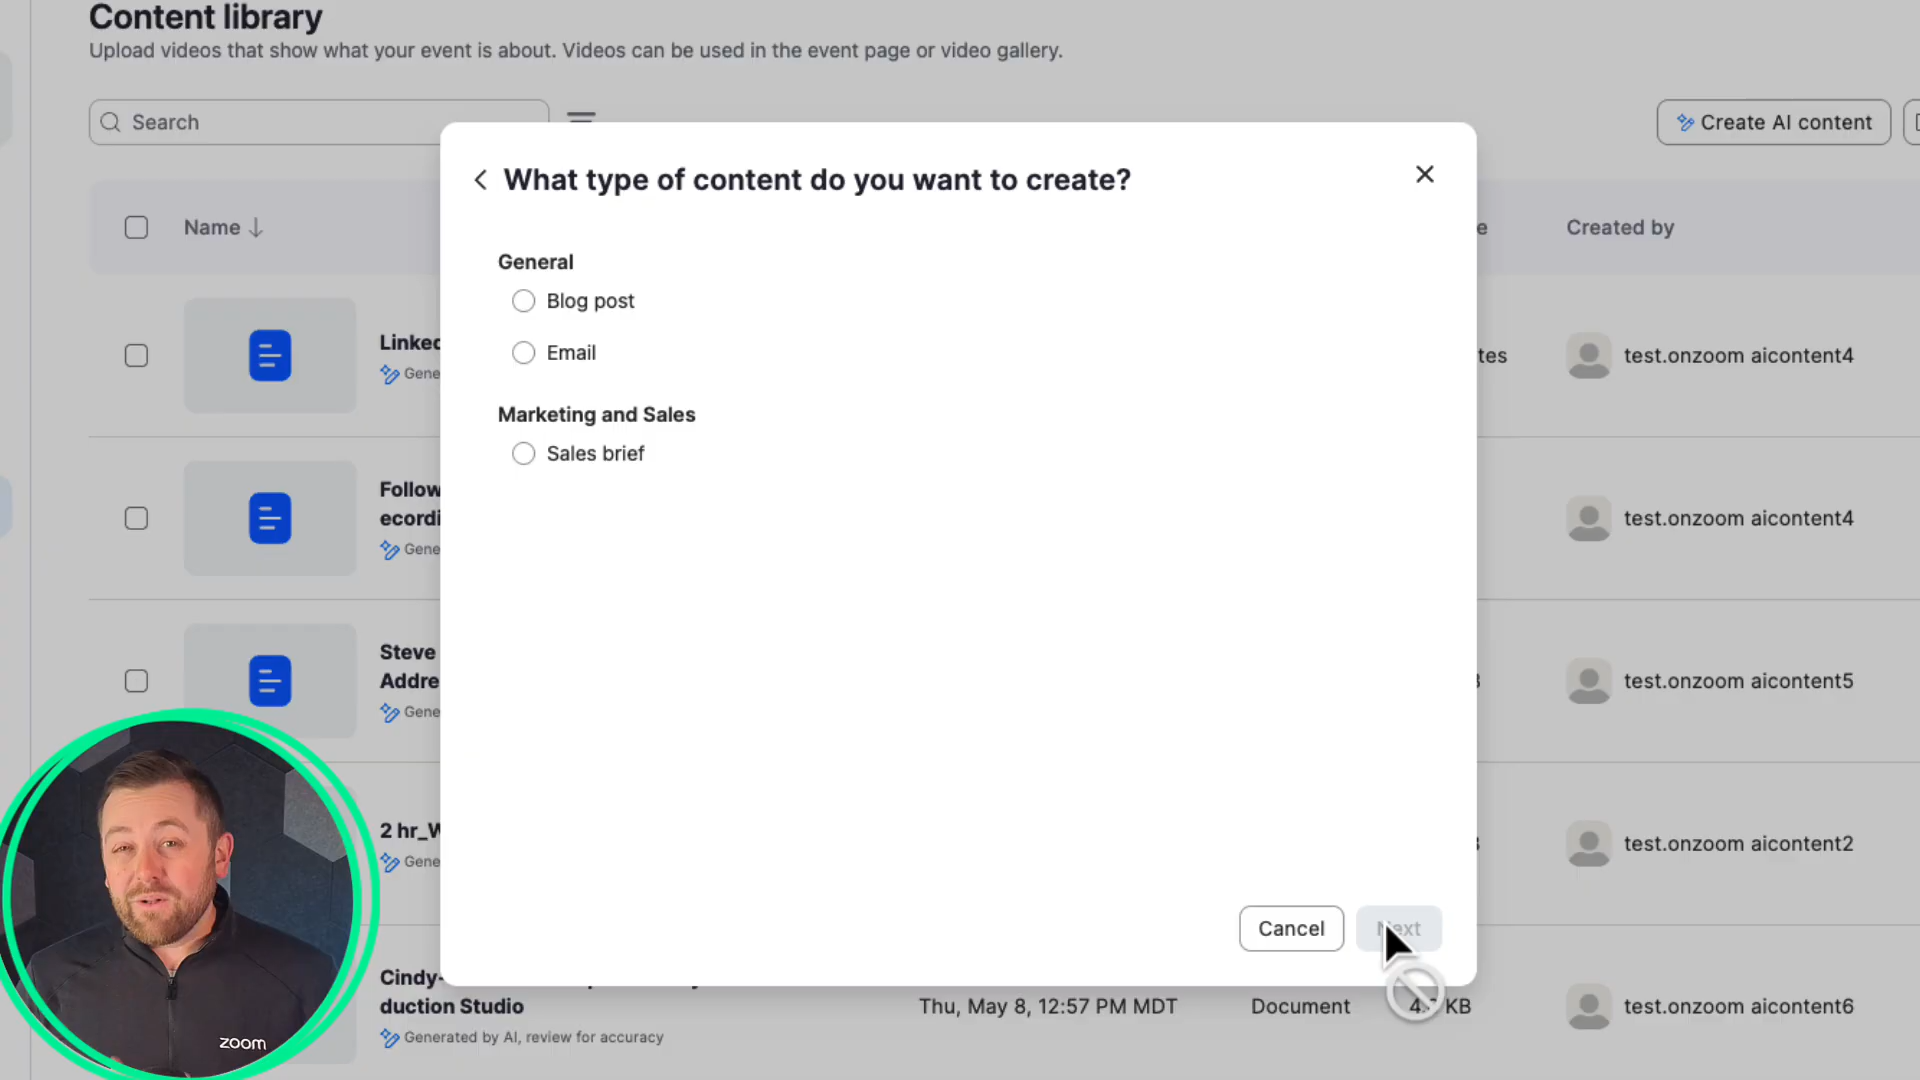 Content library
Upload videos that show what your event is about. Videos can be used in the event page or video gallery.
Search
Create AI content
What type of content do you want to create?
Name
Created by
General
Blog post
Email
Marketing and Sales
Sales brief
test.onzoom aicontent4
test.onzoom aicontent4
Steve
test.onzoom aicontent5
2 hr_
test.onzoom aicontent2
Cancel
Next
duction Studio
Thu, May 8, 12:57 PM MDT
Document
KB
test.onzoom aicontent6
Generated by AI, review for accuracy
zoom